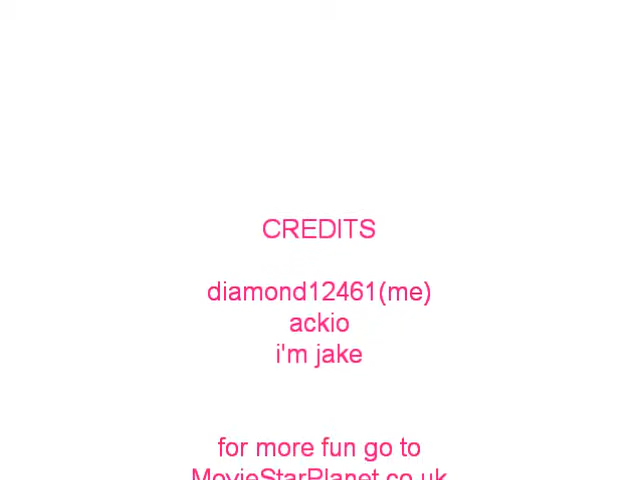 CREDITS
diamond12461(me)
ackio
i'm jake
for more fun go to
MovieStarPlanet.co.uk